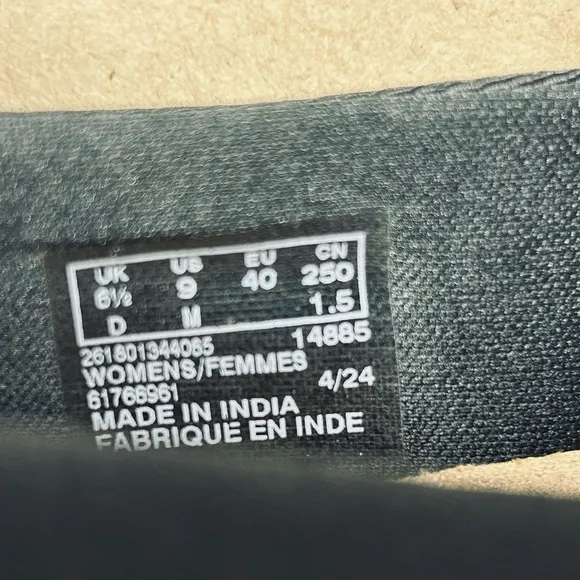 UK US EU CN
6½ 9 40 250
D M 1.5
261801344065 14885
WOMENS/FEMMES
61766961 4/24
MADE IN INDIA
FABRIQUE EN INDE